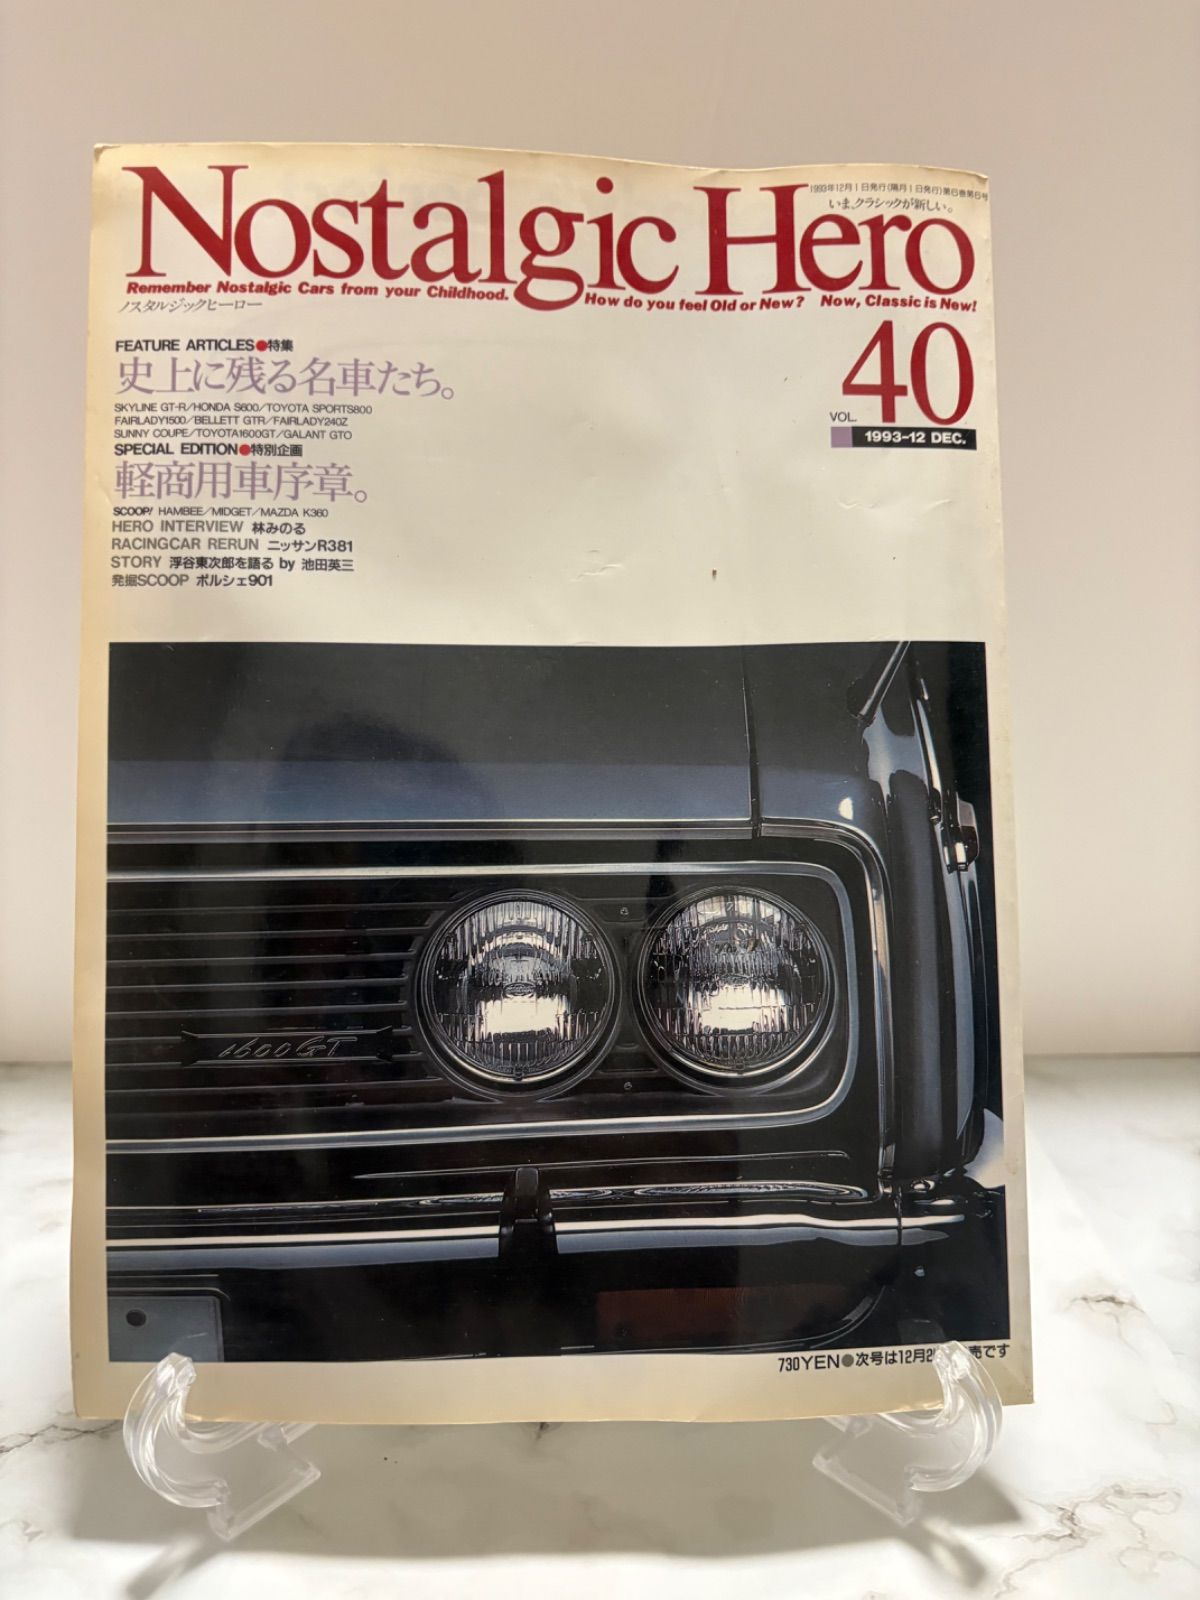 Nostalgic Hero
1993年12月1日発行(隔月1日発行)第6巻第6号
いま、クラシックが新しい。
Remember Nostalgic Cars from your Childhood. How do you feel Old or New? Now, Classic is New!
ノスタルジックヒーロー
VOL. 40
1993-12 DEC.
FEATURE ARTICLES●特集
史上に残る名車たち。
SKYLINE GT-R/HONDA S600/TOYOTA SPORTS800
FAIRLADY1500/BELLETT GTR/FAIRLADY240Z
SUNNY COUPE/TOYOTA1600GT/GALANT GTO
SPECIAL EDITION●特別企画
軽商用車序章。
SCOOP! HAMBEE/MIDGET/MAZDA K360
HERO INTERVIEW 林みのる
RACINGCAR RERUN ニッサンR381
STORY 浮谷東次郎を語る by 池田英三
発掘SCOOP ポルシェ901
1600GT
730YEN●次号は12月2 売です